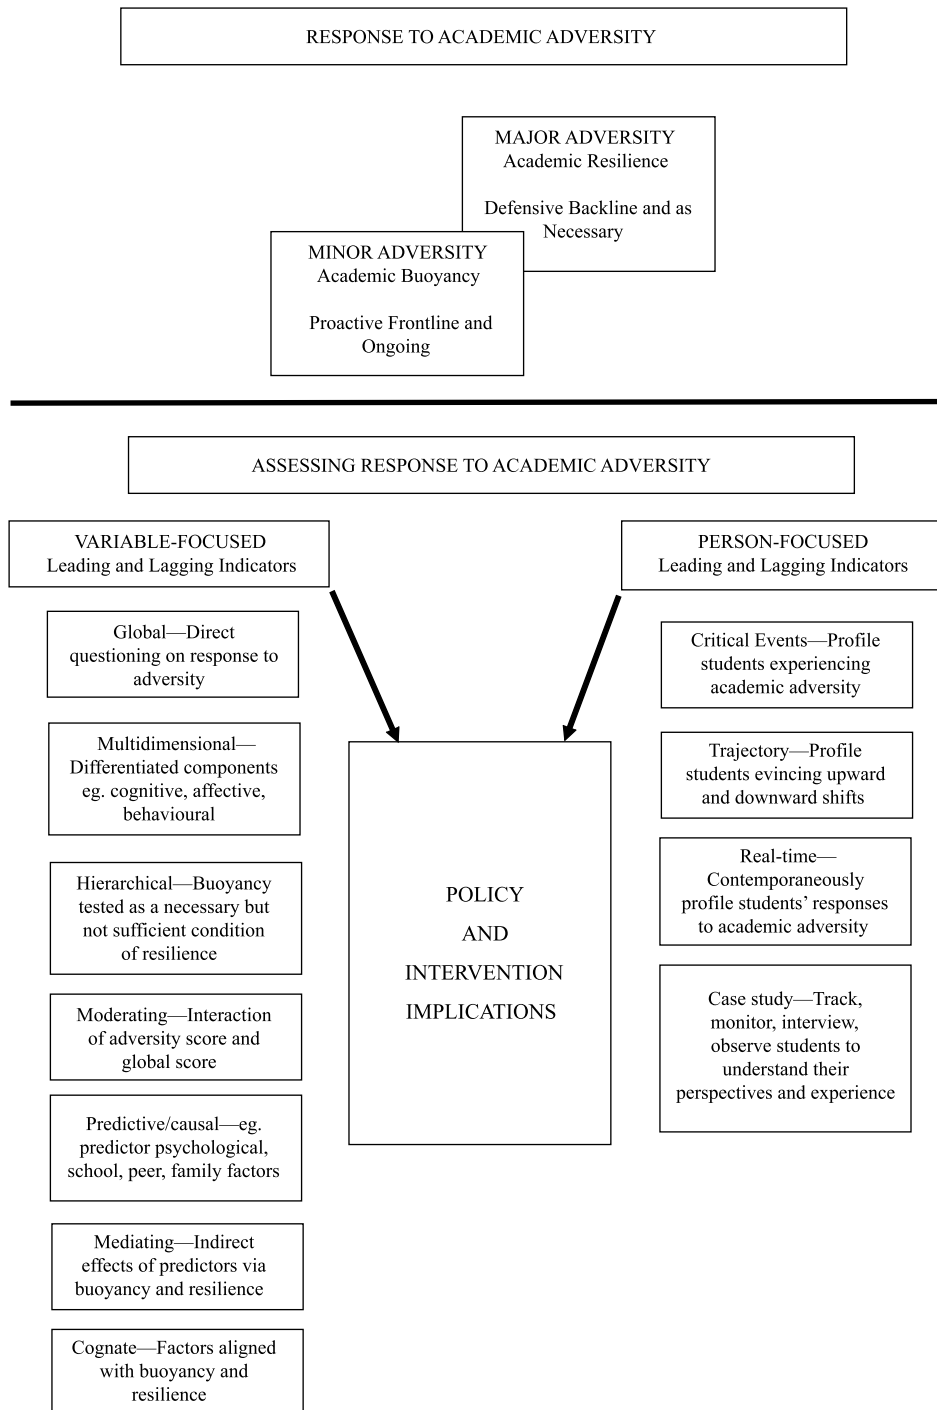 RESPONSE TO ACADEMIC ADVERSITY
MAJOR ADVERSITY
Academic Resilience
Defensive Backline and as
Necessary
MINOR ADVERSITY
Academic Buoyancy
Proactive Frontline and
Ongoing
ASSESSING RESPONSE TO ACADEMIC ADVERSITY
VARIABLE-FOCUSED
Leading and Lagging Indicators
Global—Direct
questioning on response to
adversity
Multidimensional—
Differentiated components
eg. cognitive, affective,
behavioural
Hierarchical—Buoyancy
tested as a necessary but
not sufficient condition
of resilience
Moderating—Interaction
of adversity score and
global score
Predictive/causal—eg.
predictor psychological,
school, peer, family factors
Mediating—Indirect
effects of predictors via
buoyancy and resilience
Cognate—Factors aligned
with buoyancy and
resilience
POLICY
AND
INTERVENTION
IMPLICATIONS
PERSON-FOCUSED
Leading and Lagging Indicators
Critical Events—Profile
students experiencing
academic adversity
Trajectory—Profile
students evincing upward
and downward shifts
Real-time—
Contemporaneously
profile students’ responses
to academic adversity
Case study—Track,
monitor, interview,
observe students to
understand their
perspectives and experience